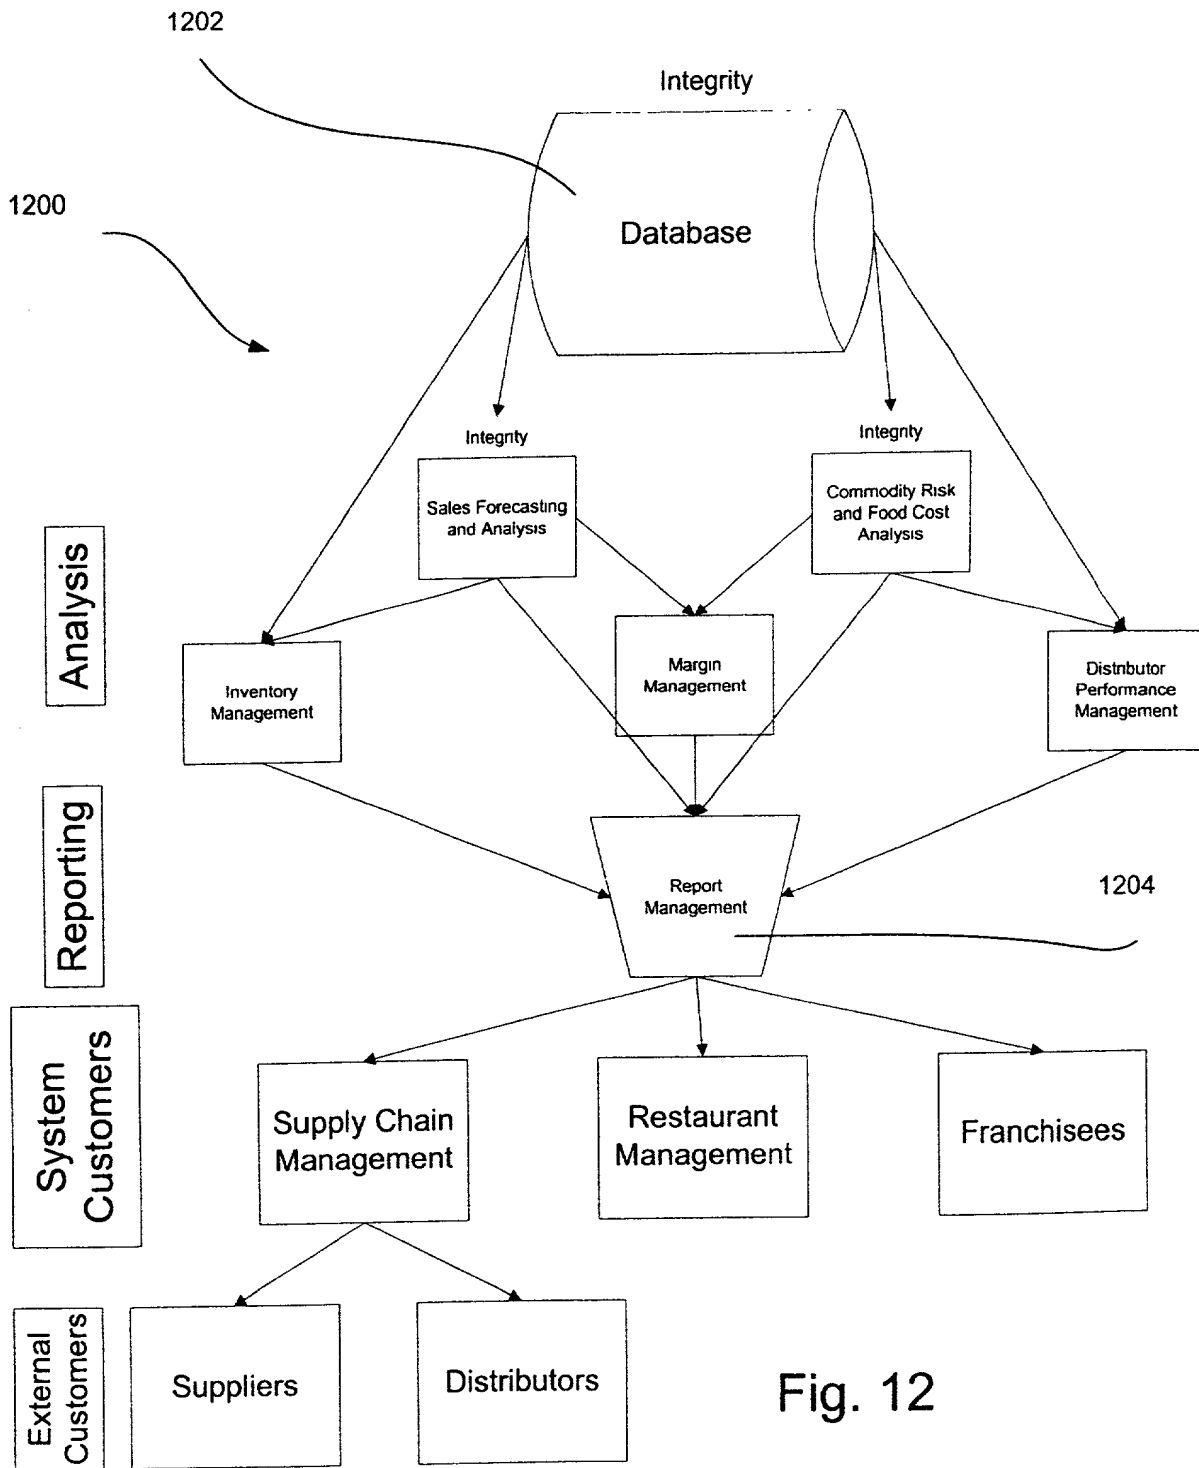 1202
Integrity
1200
Database
Integrity
Integrity
Sales Forecasting
and Analysis
Commodity Risk
and Food Cost
Analysis
Analysis
Inventory
Management
Margin
Management
Distributor
Performance
Management
Reporting
Report
Management
1204
System
Customers
Supply Chain
Management
Restaurant
Management
Franchisees
External
Customers
Suppliers
Distributors
Fig. 12